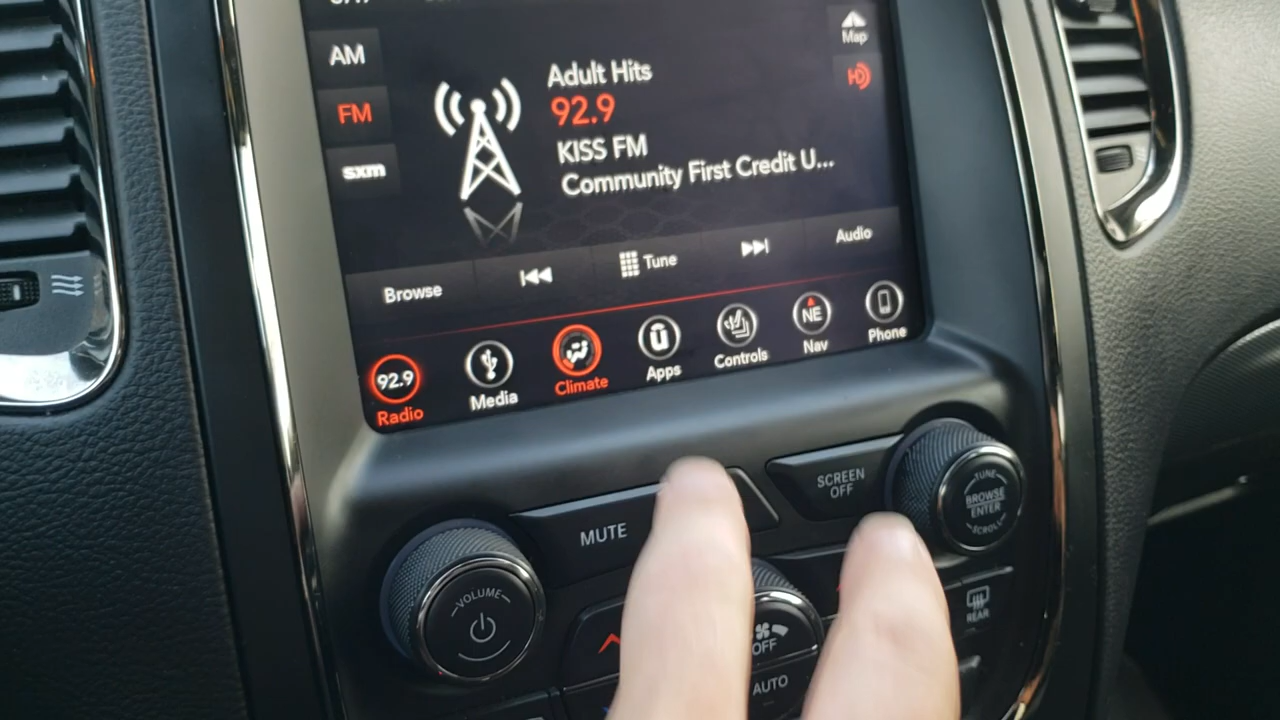 AM
FM
sxm
Adult Hits
92.9
KISS FM
Community First Credit U...
Map
HD
Browse
Tune
Audio
92.9
Radio
Media
Climate
Apps
Controls
NE
Nav
Phone
MUTE
SCREEN
OFF
TUNE
BROWSE
ENTER
SCROLL
VOLUME
OFF
AUTO
REAR